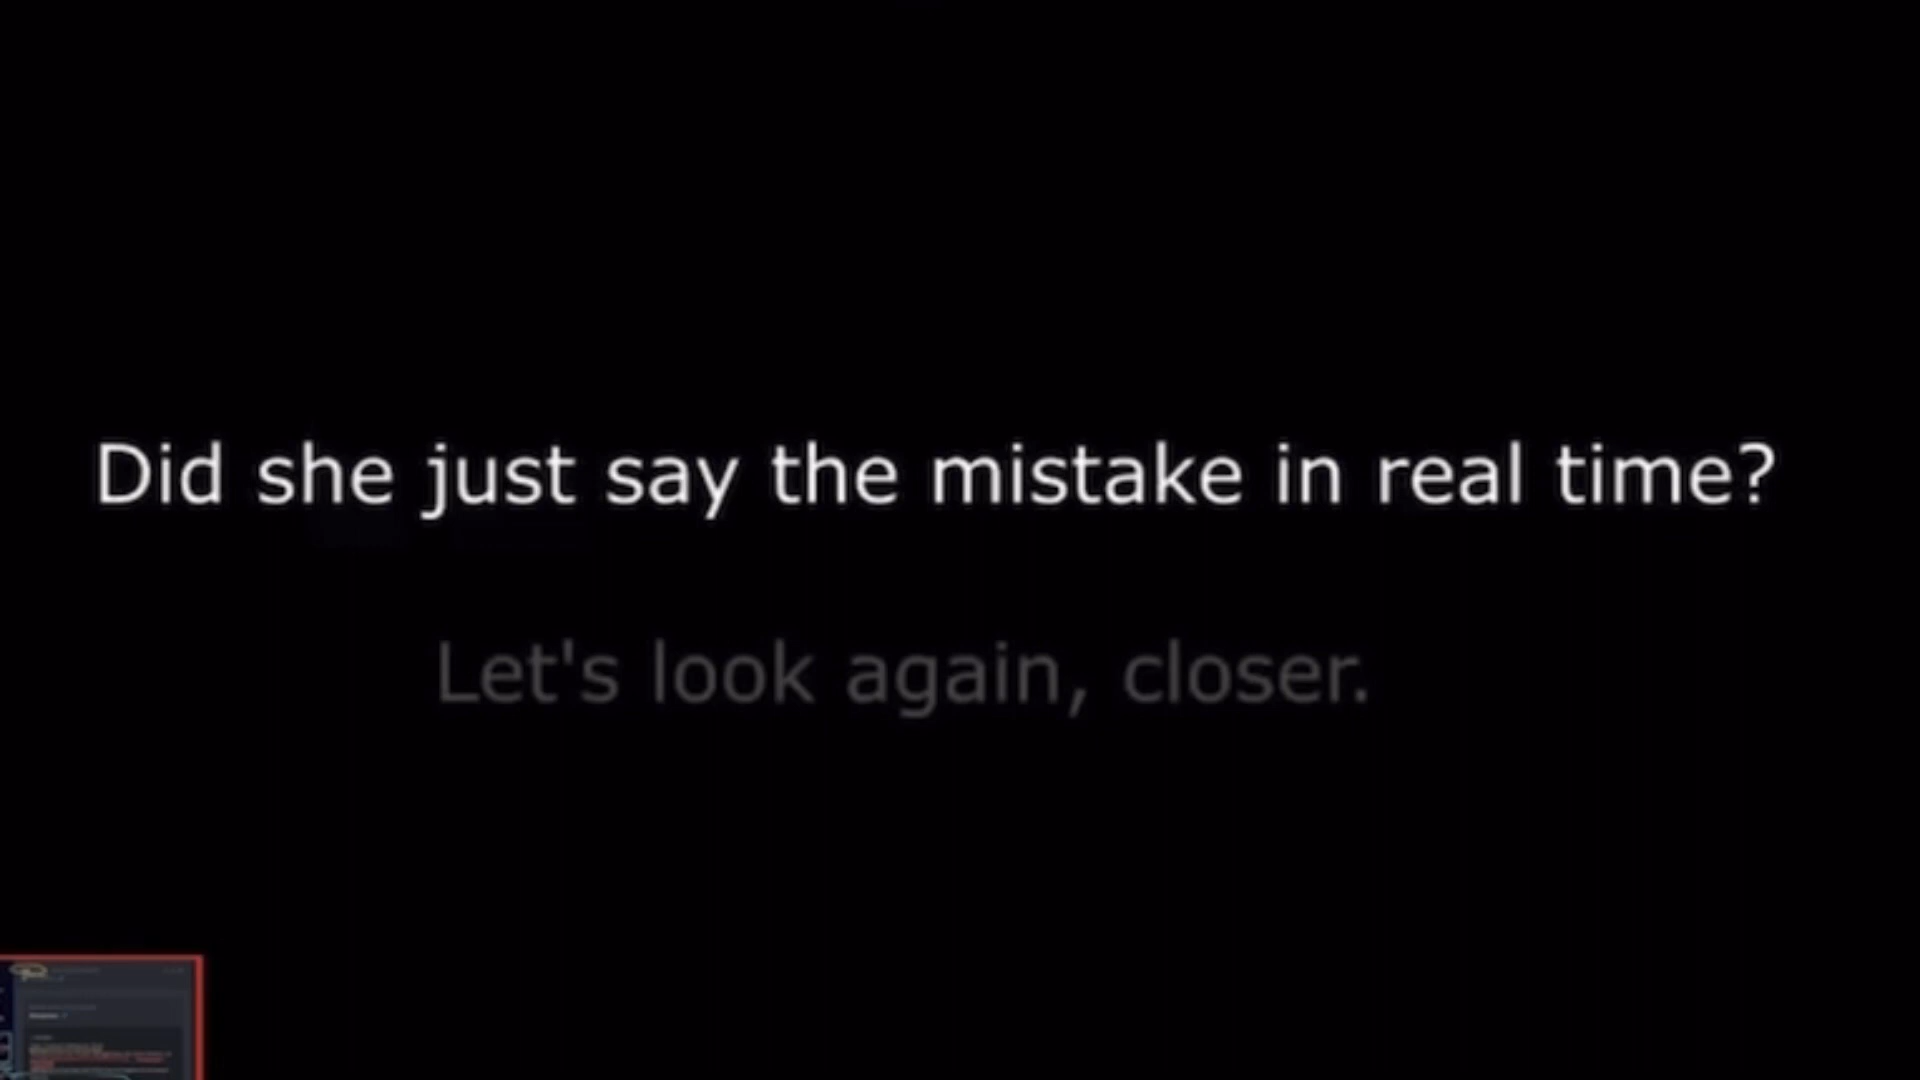 Did she just say the mistake in real time?
Let's look again, closer.